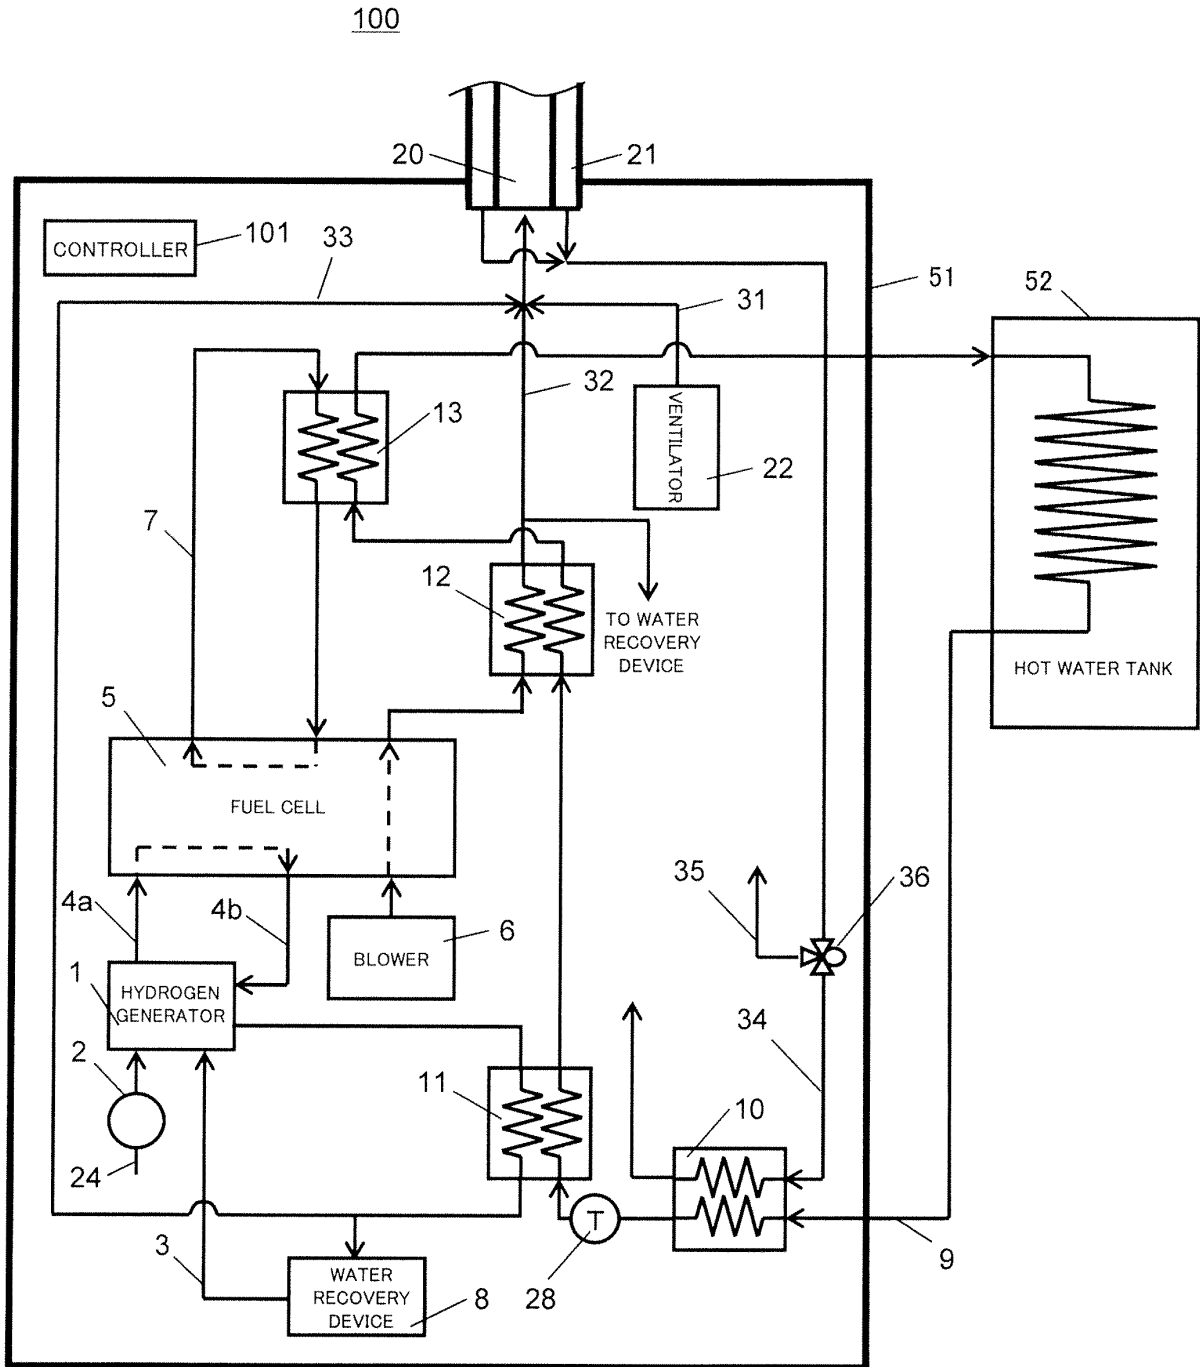 100
20
21
CONTROLLER
101
33
31
51
52
32
13
VENTILATOR
22
7
12
TO WATER
RECOVERY
DEVICE
HOT WATER TANK
5
FUEL CELL
35
36
4a
4b
6
BLOWER
1
HYDROGEN
GENERATOR
34
2
11
10
24
T
3
9
28
WATER
RECOVERY
DEVICE
8